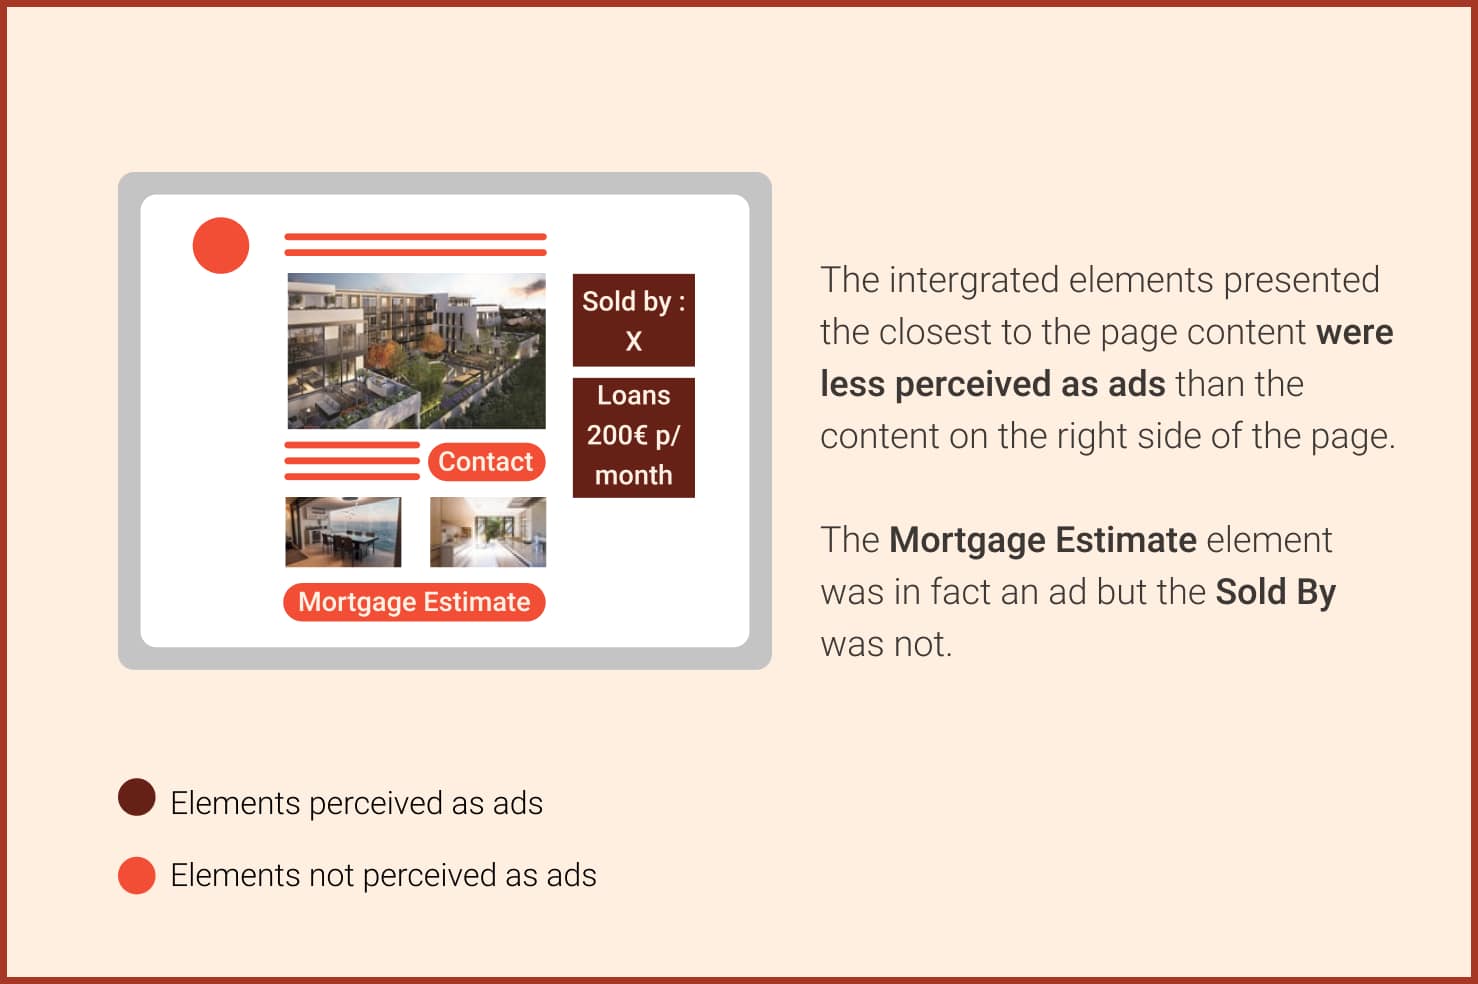 Sold by :
X
Loans
200€ p/
month
Contact
Mortgage Estimate
The intergrated elements presented
the closest to the page content were
less perceived as ads than the
content on the right side of the page.
The Mortgage Estimate element
was in fact an ad but the Sold By
was not.
Elements perceived as ads
Elements not perceived as ads